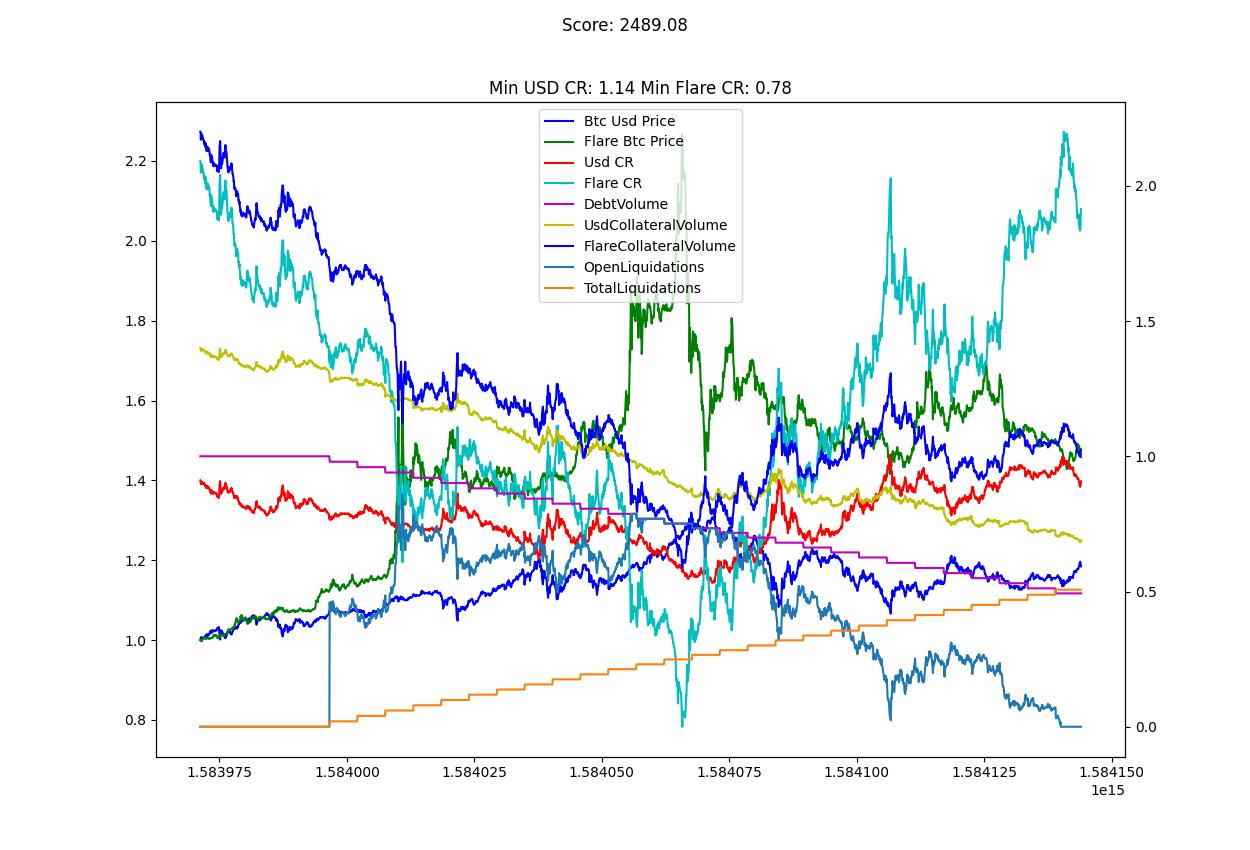 Score: 2489.08
Min USD CR: 1.14 Min Flare CR: 0.78
Btc Usd Price
Flare Btc Price
Usd CR
Flare CR
DebtVolume
UsdCollateralVolume
FlareCollateralVolume
OpenLiquidations
TotalLiquidations
2.2
2.0
1.8
1.6
1.4
1.2
1.0
0.8
2.0
1.5
1.0
0.5
0.0
1.583975 1.584000 1.584025 1.584050 1.584075 1.584100 1.584125 1.584150
1e15